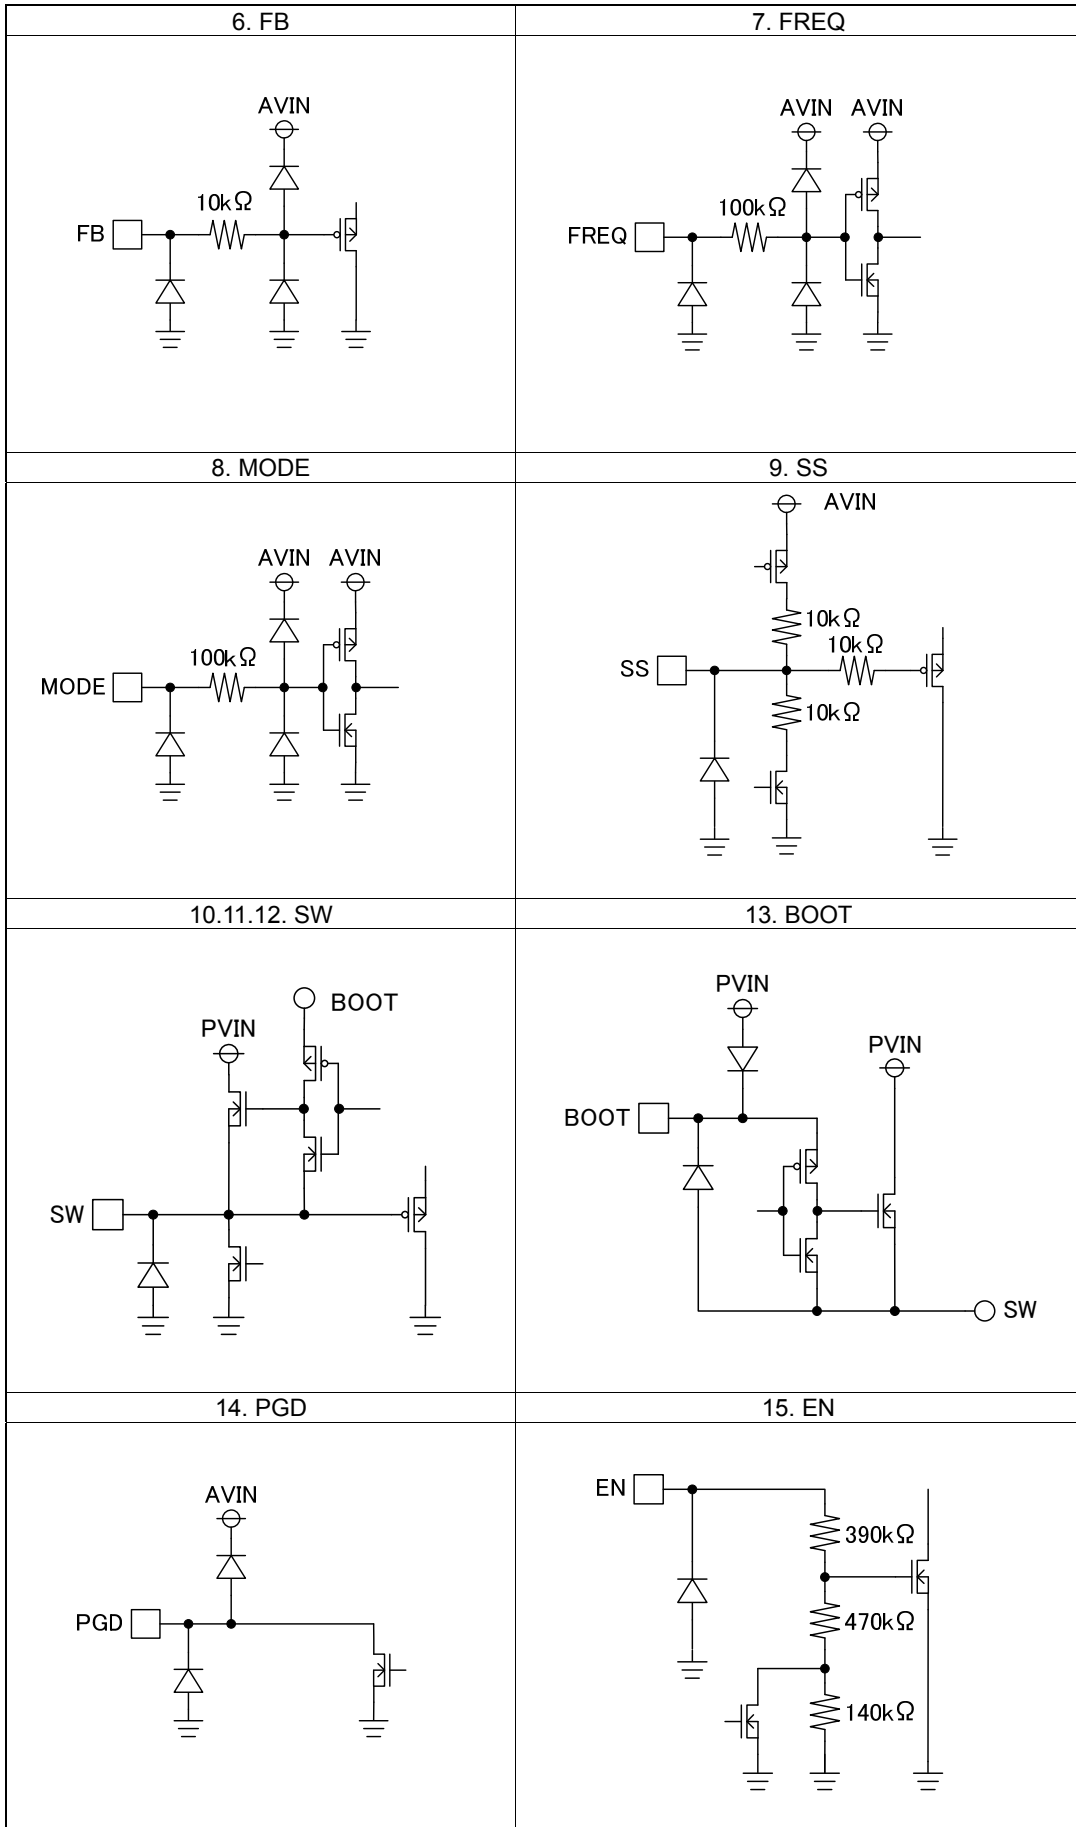 6. FB
7. FREQ
AVIN
10kΩ
FB
AVIN AVIN
100kΩ
FREQ
8. MODE
9. SS
AVIN AVIN
100kΩ
MODE
AVIN
10kΩ
10kΩ
SS
10kΩ
10.11.12. SW
13. BOOT
BOOT
PVIN
SW
PVIN
PVIN
BOOT
SW
14. PGD
15. EN
AVIN
PGD
EN
390kΩ
470kΩ
140kΩ